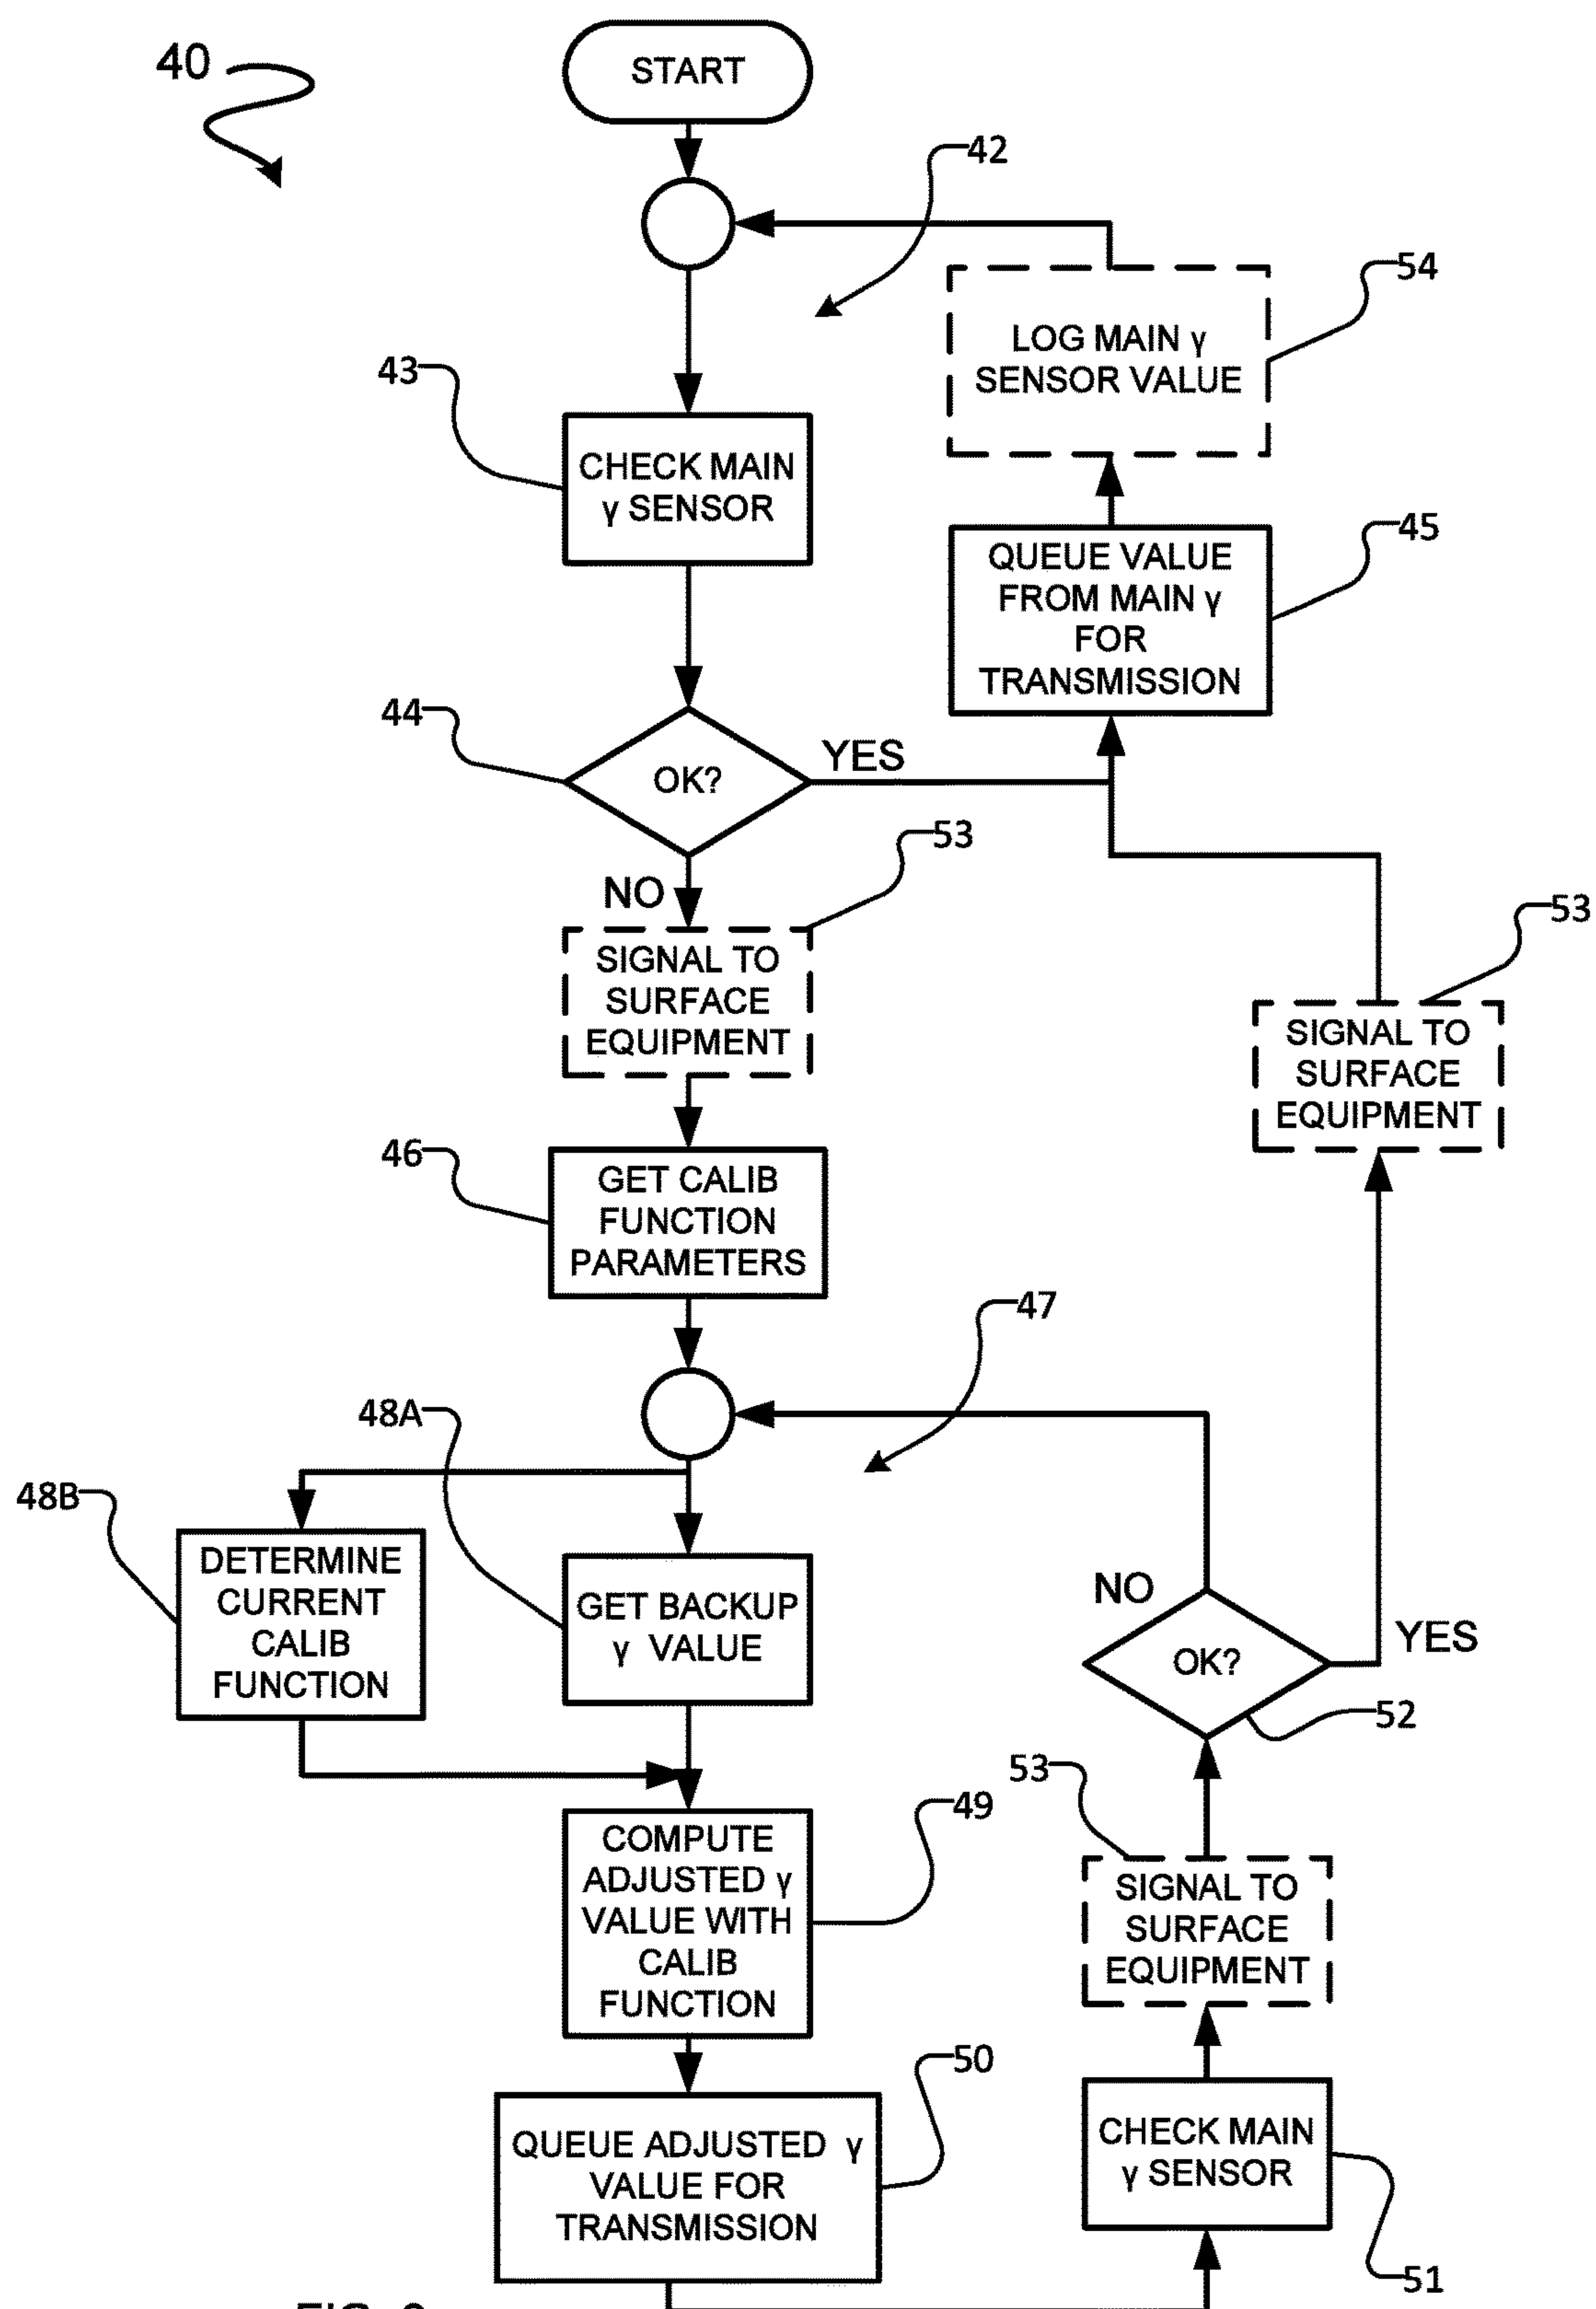 40
START
42
54
LOG MAIN γ
SENSOR VALUE
43
CHECK MAIN
γ SENSOR
45
QUEUE VALUE
FROM MAIN γ
FOR
TRANSMISSION
44
OK?
YES
NO
53
SIGNAL TO
SURFACE
EQUIPMENT
53
SIGNAL TO
SURFACE
EQUIPMENT
46
GET CALIB
FUNCTION
PARAMETERS
47
48A
48B
DETERMINE
CURRENT
CALIB
FUNCTION
GET BACKUP
γ VALUE
NO
OK?
YES
52
53
SIGNAL TO
SURFACE
EQUIPMENT
49
COMPUTE
ADJUSTED γ
VALUE WITH
CALIB
FUNCTION
50
QUEUE ADJUSTED γ
VALUE FOR
TRANSMISSION
CHECK MAIN
γ SENSOR
51